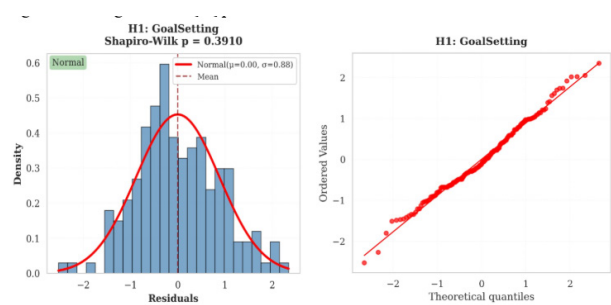 H1: GoalSetting
Shapiro-Wilk p = 0.3910
Normal
Normal(μ=0.00, σ=0.88)
Mean
0.6
0.5
0.4
0.3
0.2
0.1
0.0
Density
−2 −1 0 1 2
Residuals
H1: GoalSetting
2
1
0
−1
−2
Ordered Values
−2 −1 0 1 2
Theoretical quantiles